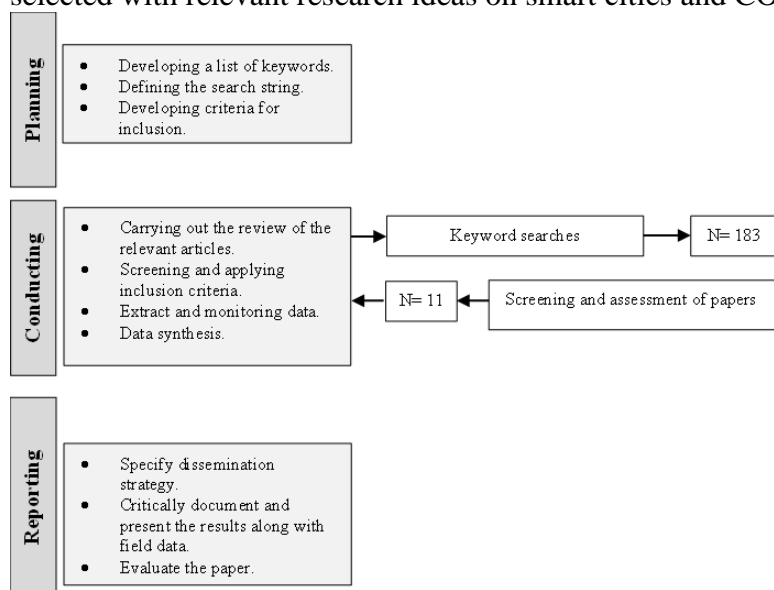 selected with relevant research ideas on smart cities and CO
Planning
• Developing a list of keywords.
• Defining the search string.
• Developing criteria for
inclusion.
Conducting
• Carrying out the review of the
relevant articles.
• Screening and applying
inclusion criteria.
• Extract and monitoring data.
• Data synthesis.
Keyword searches
N= 183
N= 11
Screening and assessment of papers
Reporting
• Specify dissemination
strategy.
• Critically document and
present the results along with
field data.
• Evaluate the paper.